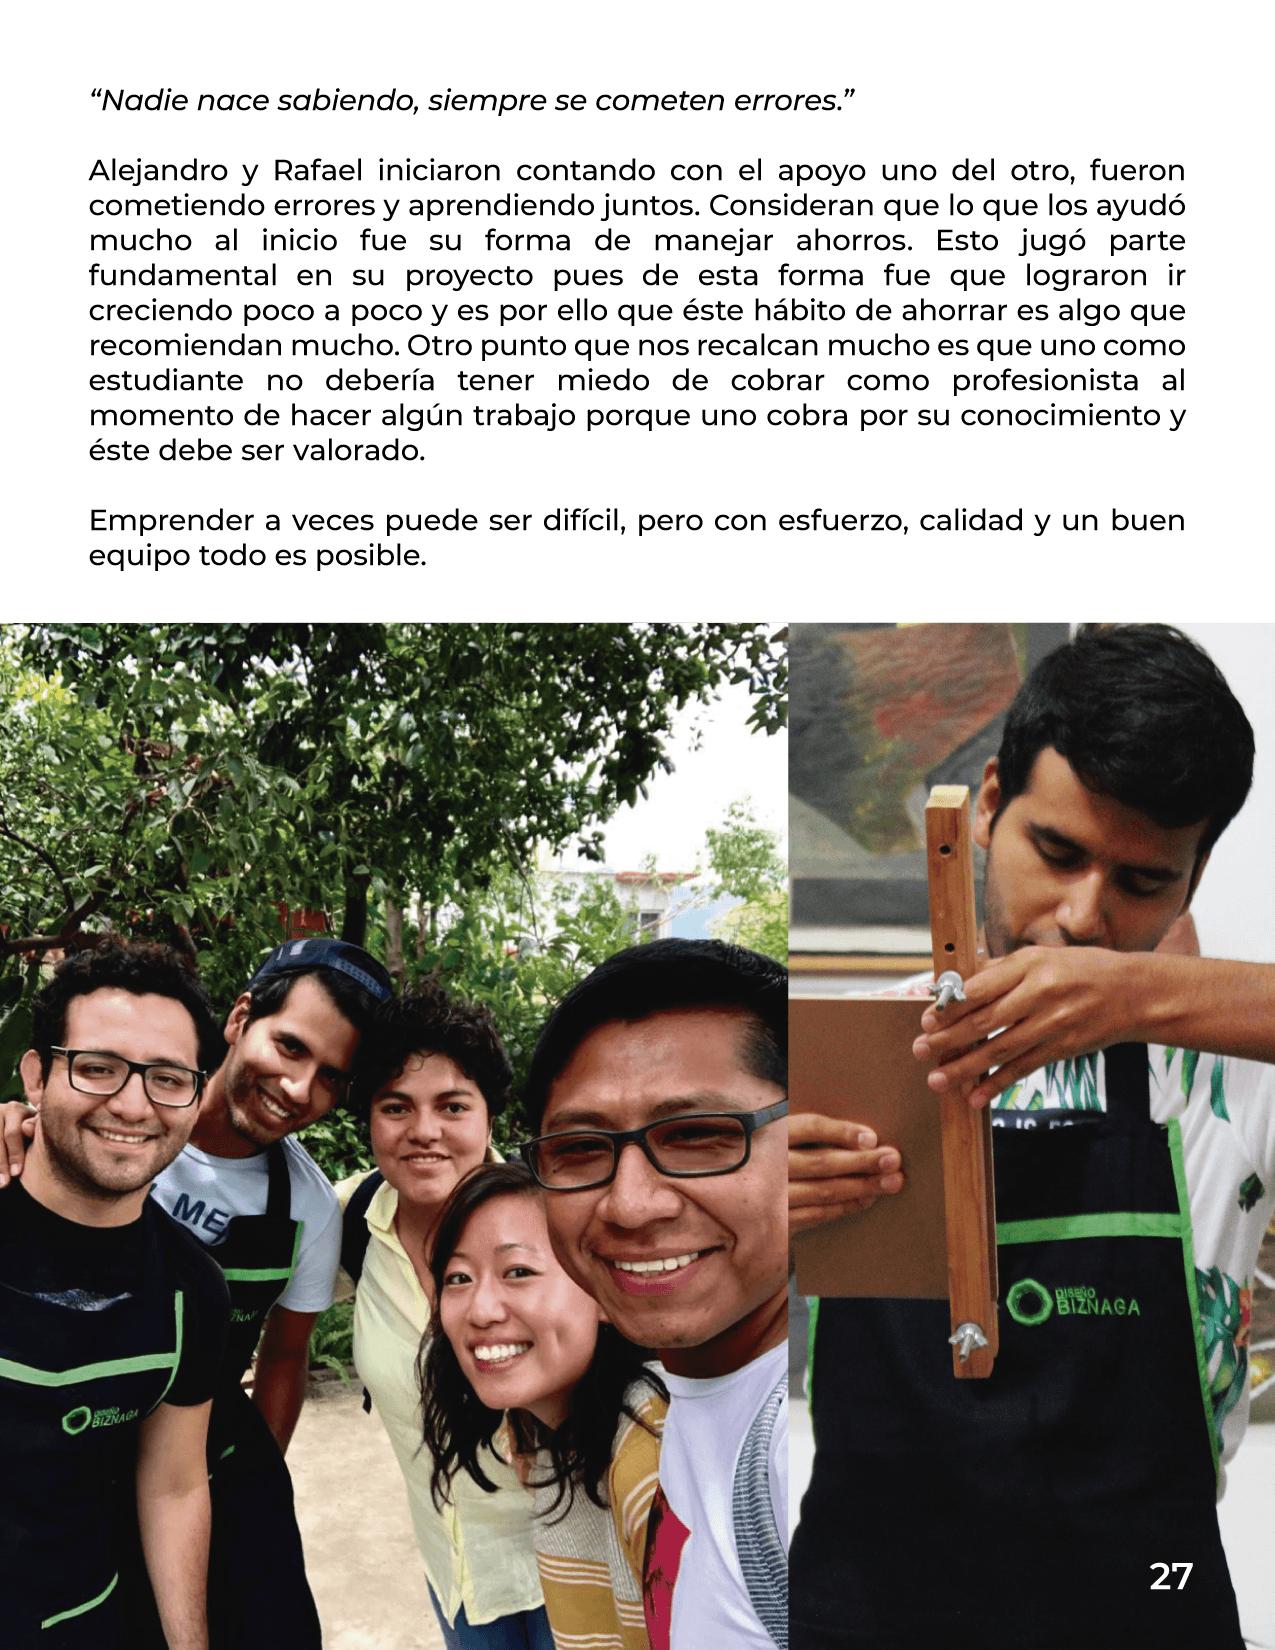 “Nadie nace sabiendo, siempre se cometen errores.”
Alejandro y Rafael iniciaron contando con el apoyo uno del otro, fueron
cometiendo errores y aprendiendo juntos. Consideran que lo que los ayudó
mucho al inicio fue su forma de manejar ahorros. Esto jugó parte
fundamental en su proyecto pues de esta forma fue que lograron ir
creciendo poco a poco y es por ello que éste hábito de ahorrar es algo que
recomiendan mucho. Otro punto que nos recalcan mucho es que uno como
estudiante no debería tener miedo de cobrar como profesionista al
momento de hacer algún trabajo porque uno cobra por su conocimiento y
éste debe ser valorado.
Emprender a veces puede ser difícil, pero con esfuerzo, calidad y un buen
equipo todo es posible.
ME
DISEÑO
BIZNAGA
DISEÑO
BIZNAGA
27